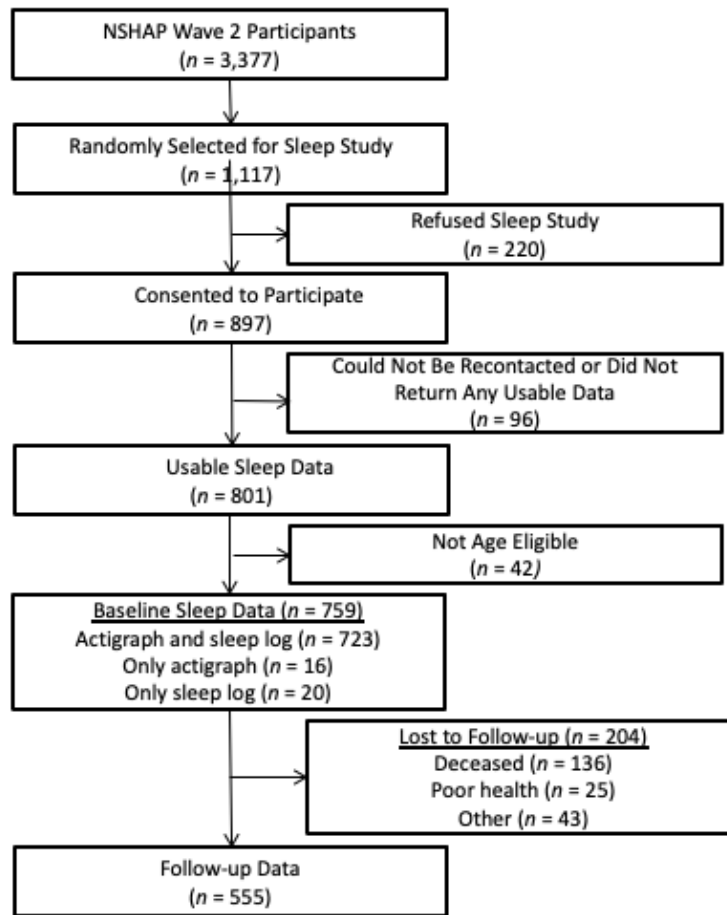 NSHAP Wave 2 Participants
(n = 3,377)
Randomly Selected for Sleep Study
(n = 1,117)
Refused Sleep Study
(n = 220)
Consented to Participate
(n = 897)
Could Not Be Recontacted or Did Not
Return Any Usable Data
(n = 96)
Usable Sleep Data
(n = 801)
Not Age Eligible
(n = 42)
Baseline Sleep Data (n = 759)
Actigraph and sleep log (n = 723)
Only actigraph (n = 16)
Only sleep log (n = 20)
Lost to Follow-up (n = 204)
Deceased (n = 136)
Poor health (n = 25)
Other (n = 43)
Follow-up Data
(n = 555)